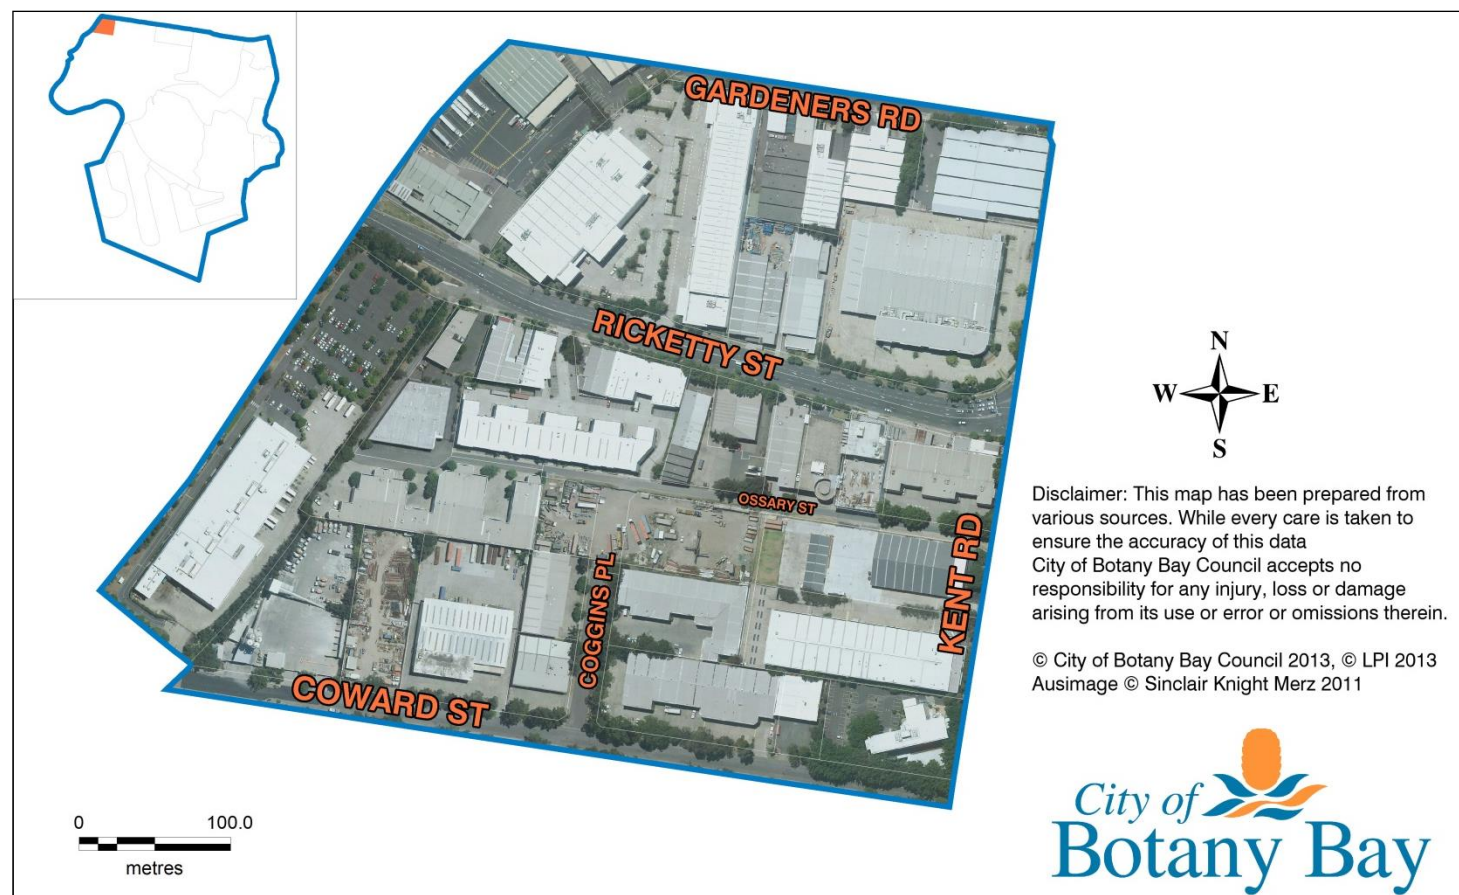 GARDENERS RD
RICKETTY ST
OSSARY ST
COGGINS PL
KENT RD
COWARD ST
N
W E
S
Disclaimer: This map has been prepared from
various sources. While every care is taken to
ensure the accuracy of this data
City of Botany Bay Council accepts no
responsibility for any injury, loss or damage
arising from its use or error or omissions therein.
© City of Botany Bay Council 2013, © LPI 2013
Ausimage © Sinclair Knight Merz 2011
0 100.0
metres
City of
Botany Bay